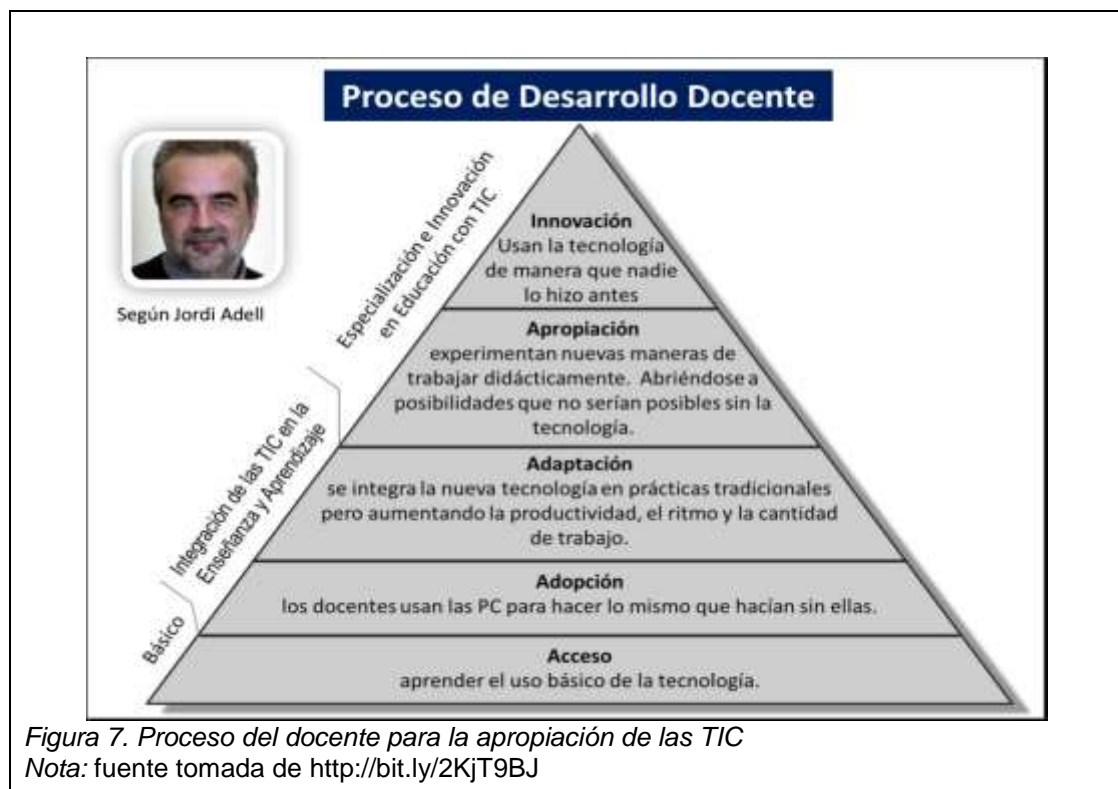 Proceso de Desarrollo Docente
Según Jordi Adell
Especialización e Innovación
en Educación con TIC
Integración de las TIC en la
Enseñanza y Aprendizaje
Básico
Innovación
Usan la tecnología
de manera que nadie
lo hizo antes
Apropiación
experimentan nuevas maneras de
trabajar didácticamente. Abriéndose a
posibilidades que no serían posibles sin la
tecnología.
Adaptación
se integra la nueva tecnología en prácticas tradicionales
pero aumentando la productividad, el ritmo y la cantidad
de trabajo.
Adopción
los docentes usan las PC para hacer lo mismo que hacían sin ellas.
Acceso
aprender el uso básico de la tecnología.
Figura 7. Proceso del docente para la apropiación de las TIC
Nota: fuente tomada de http://bit.ly/2KjT9BJ